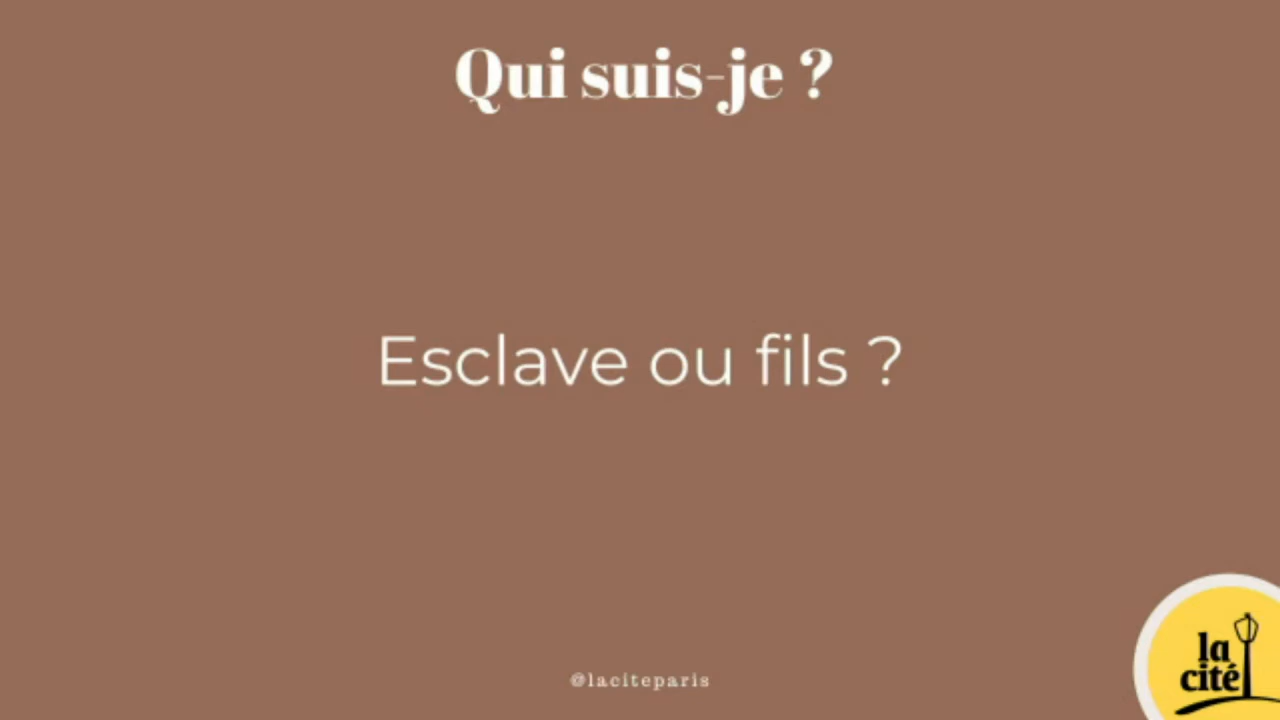 Qui suis-je ?
Esclave ou fils ?
la
cité
@laciteparis